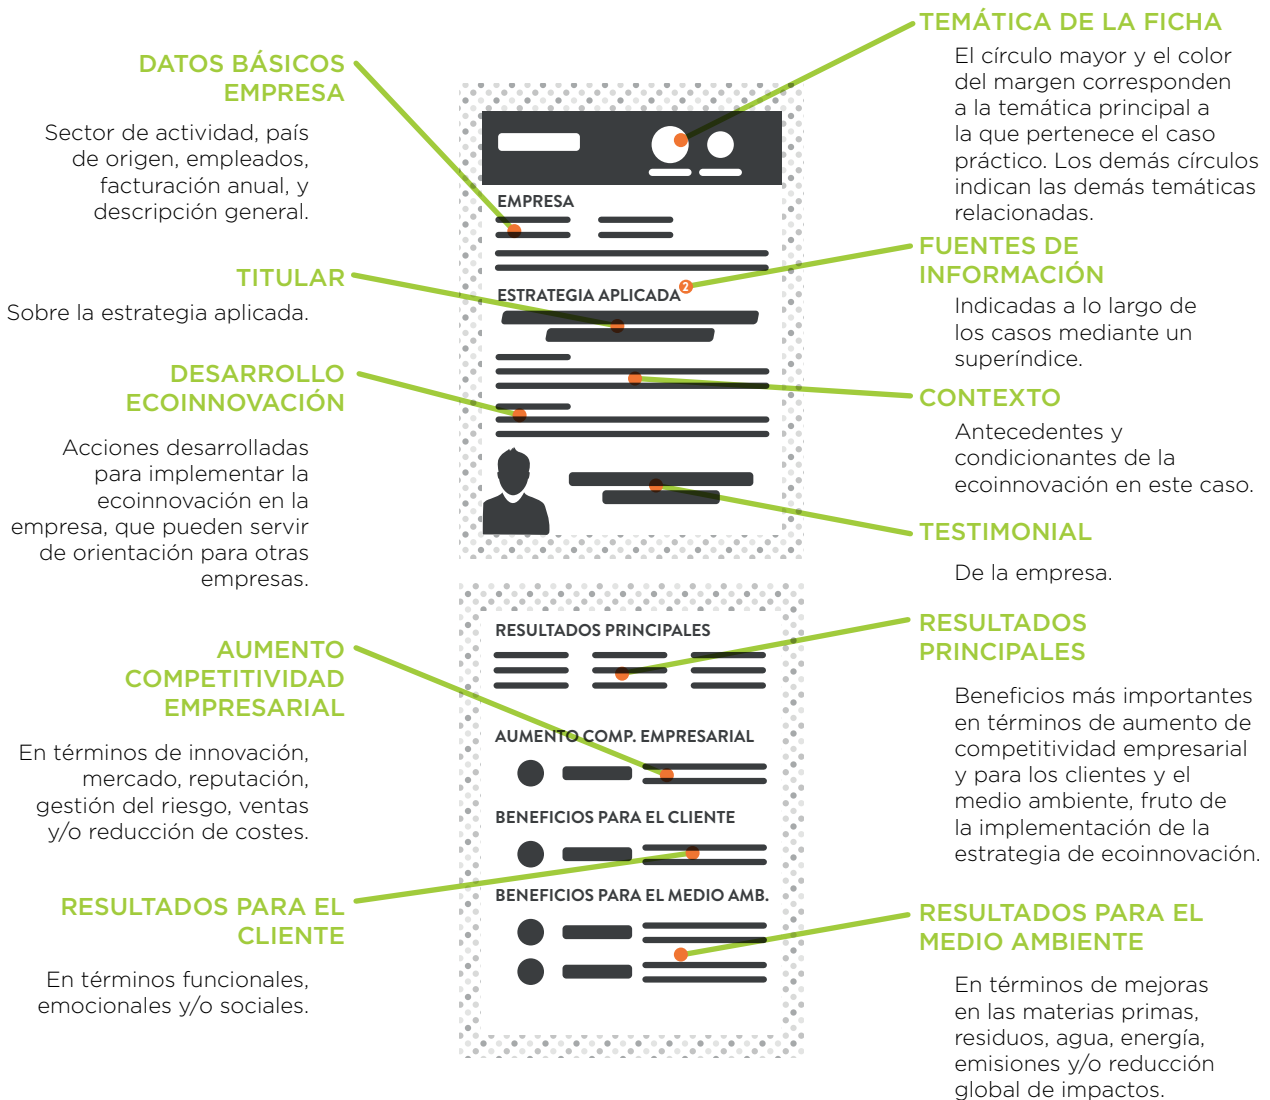 DATOS BÁSICOS
EMPRESA
Sector de actividad, país
de origen, empleados,
facturación anual, y
descripción general.
TITULAR
Sobre la estrategia aplicada.
DESARROLLO
ECOINNOVACIÓN
Acciones desarrolladas
para implementar la
ecoinnovación en la
empresa, que pueden servir
de orientación para otras
empresas.
AUMENTO
COMPETITIVIDAD
EMPRESARIAL
En términos de innovación,
mercado, reputación,
gestión del riesgo, ventas
y/o reducción de costes.
RESULTADOS PARA EL
CLIENTE
En términos funcionales,
emocionales y/o sociales.
EMPRESA
ESTRATEGIA APLICADA 2
RESULTADOS PRINCIPALES
AUMENTO COMP. EMPRESARIAL
BENEFICIOS PARA EL CLIENTE
BENEFICIOS PARA EL MEDIO AMB.
TEMÁTICA DE LA FICHA
El círculo mayor y el color
del margen corresponden
a la temática principal a
la que pertenece el caso
práctico. Los demás círculos
indican las demás temáticas
relacionadas.
FUENTES DE
INFORMACIÓN
Indicadas a lo largo de
los casos mediante un
superíndice.
CONTEXTO
Antecedentes y
condicionantes de la
ecoinnovación en este caso.
TESTIMONIAL
De la empresa.
RESULTADOS
PRINCIPALES
Beneficios más importantes
en términos de aumento de
competitividad empresarial
y para los clientes y el
medio ambiente, fruto de
la implementación de la
estrategia de ecoinnovación.
RESULTADOS PARA EL
MEDIO AMBIENTE
En términos de mejoras
en las materias primas,
residuos, agua, energía,
emisiones y/o reducción
global de impactos.